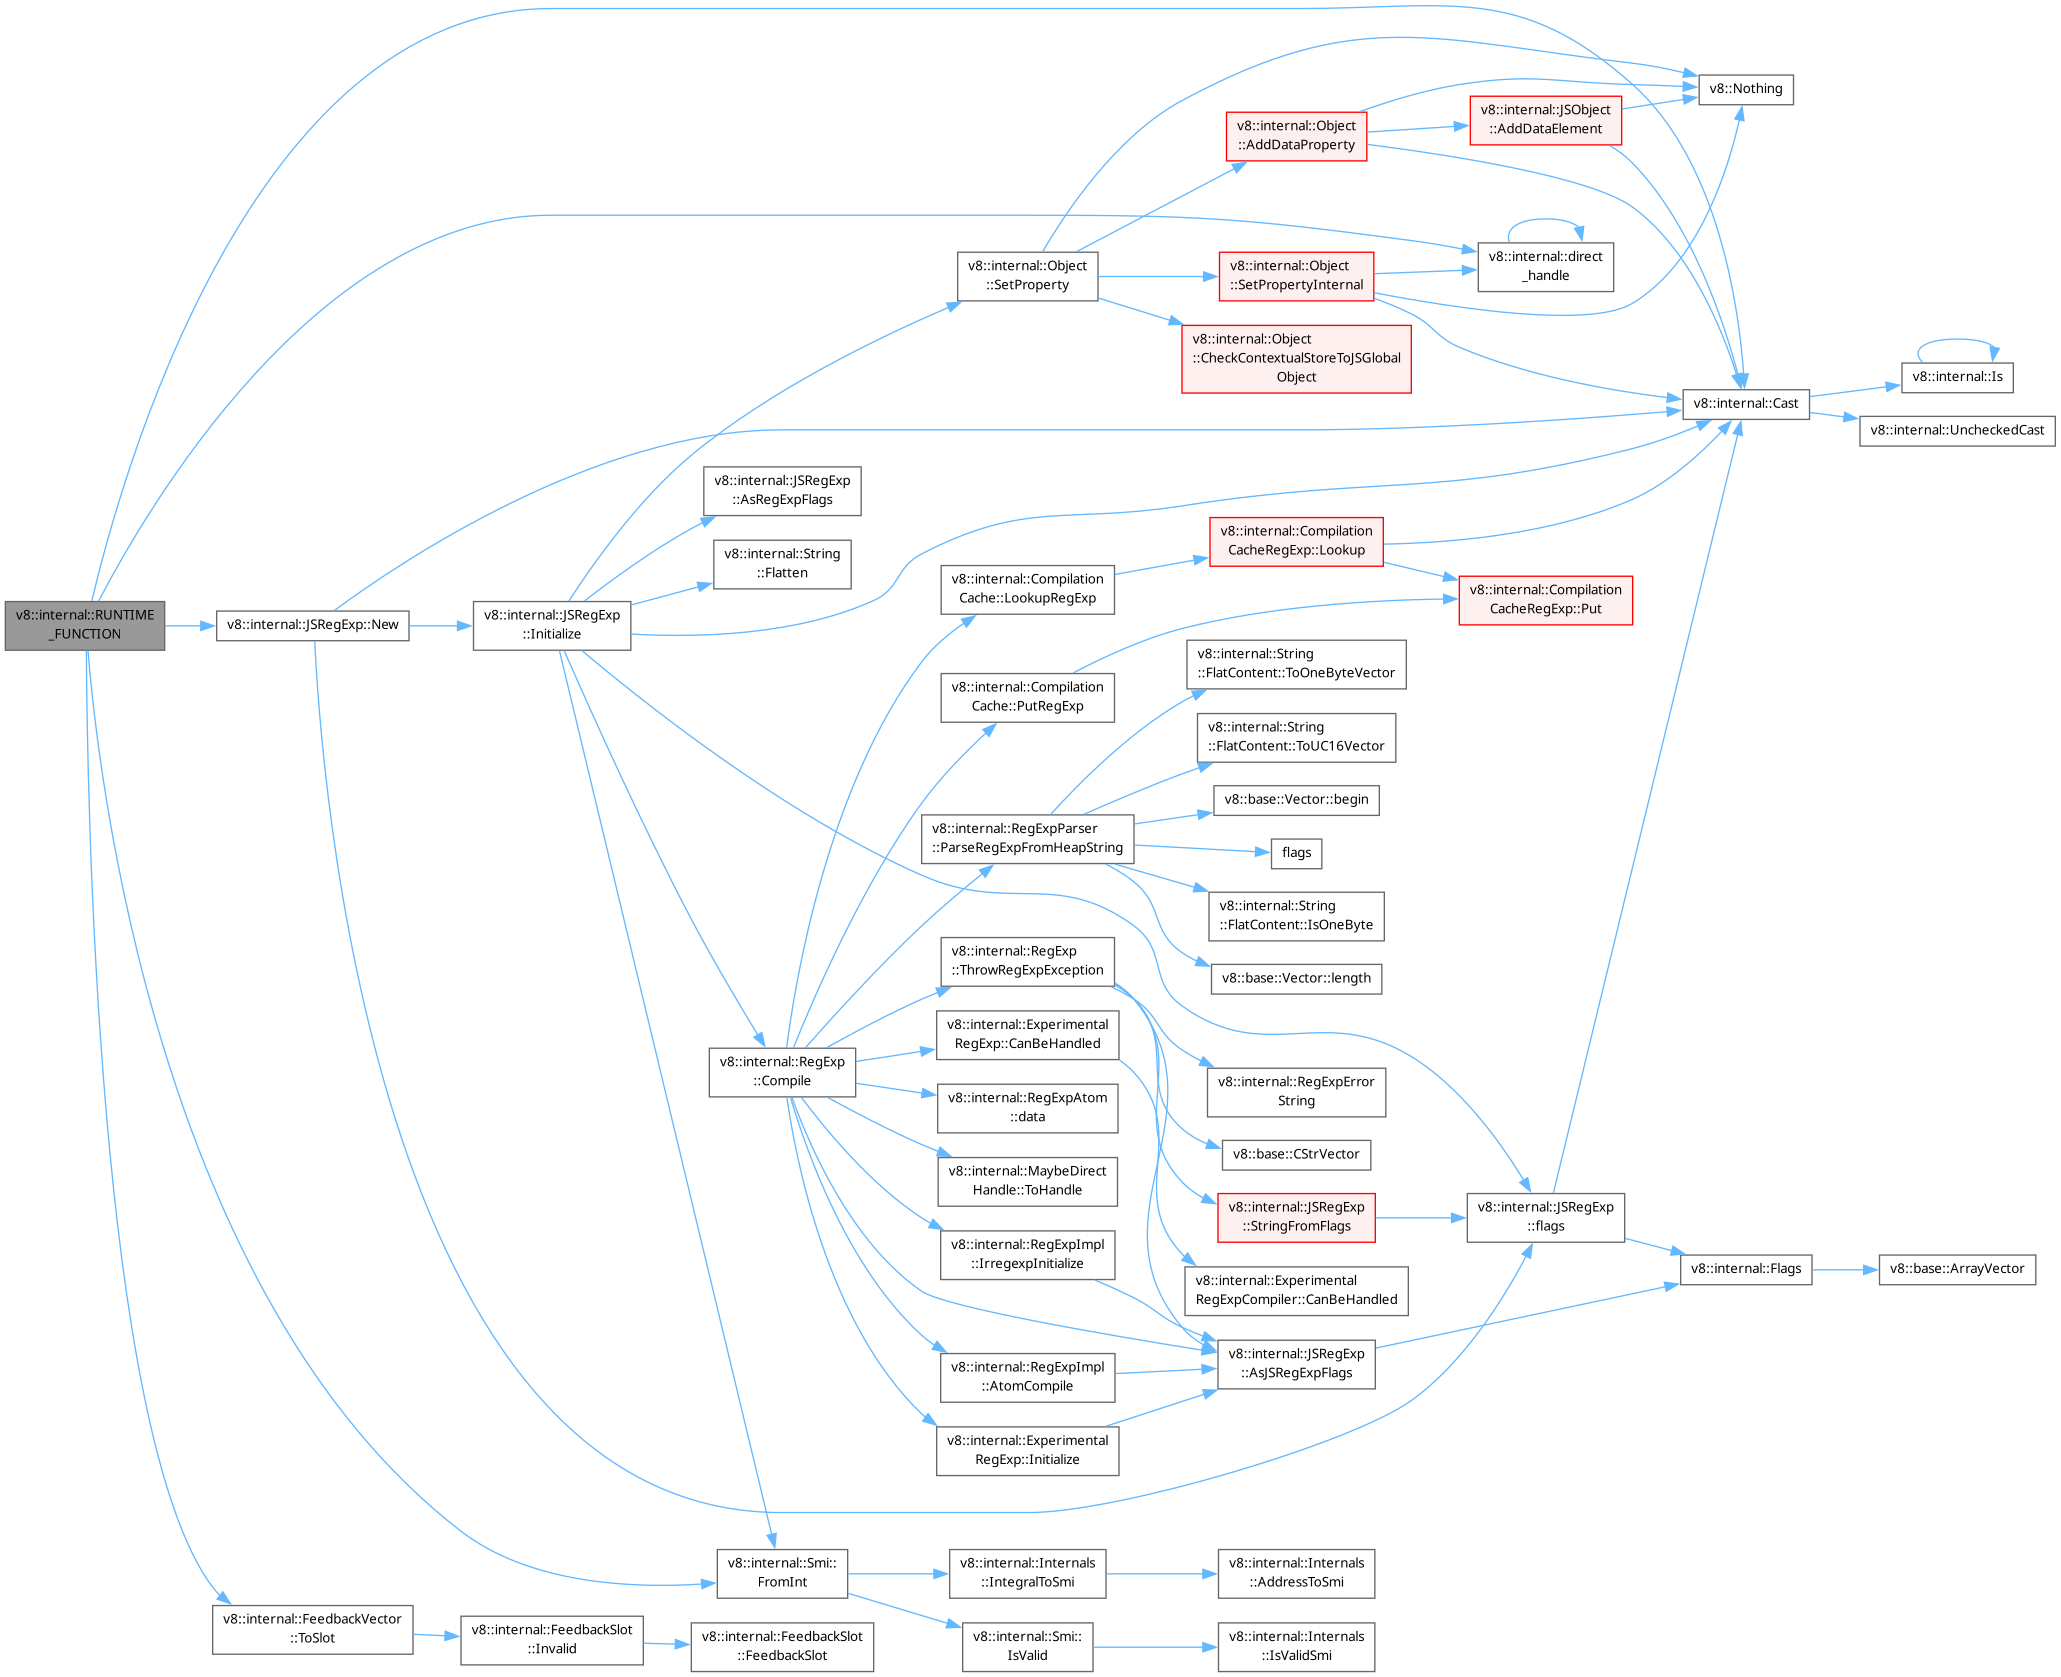 v8::internal::RUNTIME
_FUNCTION
v8::internal::JSRegExp::New
v8::internal::FeedbackVector
::ToSlot
v8::internal::JSRegExp
::Initialize
v8::internal::FeedbackSlot
::Invalid
v8::internal::JSRegExp
::AsRegExpFlags
v8::internal::String
::Flatten
v8::internal::RegExp
::Compile
v8::internal::Smi::
FromInt
v8::internal::FeedbackSlot
::FeedbackSlot
v8::internal::Object
::SetProperty
v8::internal::Compilation
Cache::LookupRegExp
v8::internal::Compilation
Cache::PutRegExp
v8::internal::RegExpParser
::ParseRegExpFromHeapString
v8::internal::RegExp
::ThrowRegExpException
v8::internal::Experimental
RegExp::CanBeHandled
v8::internal::RegExpAtom
::data
v8::internal::MaybeDirect
Handle::ToHandle
v8::internal::RegExpImpl
::IrregexpInitialize
v8::internal::RegExpImpl
::AtomCompile
v8::internal::Experimental
RegExp::Initialize
v8::internal::Internals
::IntegralToSmi
v8::internal::Smi::
IsValid
v8::internal::Object
::AddDataProperty
v8::internal::Object
::SetPropertyInternal
v8::internal::Object
::CheckContextualStoreToJSGlobal
Object
v8::internal::Compilation
CacheRegExp::Lookup
v8::internal::String
::FlatContent::ToOneByteVector
v8::internal::String
::FlatContent::ToUC16Vector
v8::base::Vector::begin
flags
v8::internal::String
::FlatContent::IsOneByte
v8::base::Vector::length
v8::internal::RegExpError
String
v8::base::CStrVector
v8::internal::JSRegExp
::StringFromFlags
v8::internal::Experimental
RegExpCompiler::CanBeHandled
v8::internal::JSRegExp
::AsJSRegExpFlags
v8::internal::Internals
::AddressToSmi
v8::internal::Internals
::IsValidSmi
v8::internal::JSObject
::AddDataElement
v8::internal::direct
_handle
v8::internal::Compilation
CacheRegExp::Put
v8::internal::JSRegExp
::flags
v8::Nothing
v8::internal::Cast
v8::internal::Flags
v8::internal::Is
v8::internal::UncheckedCast
v8::base::ArrayVector